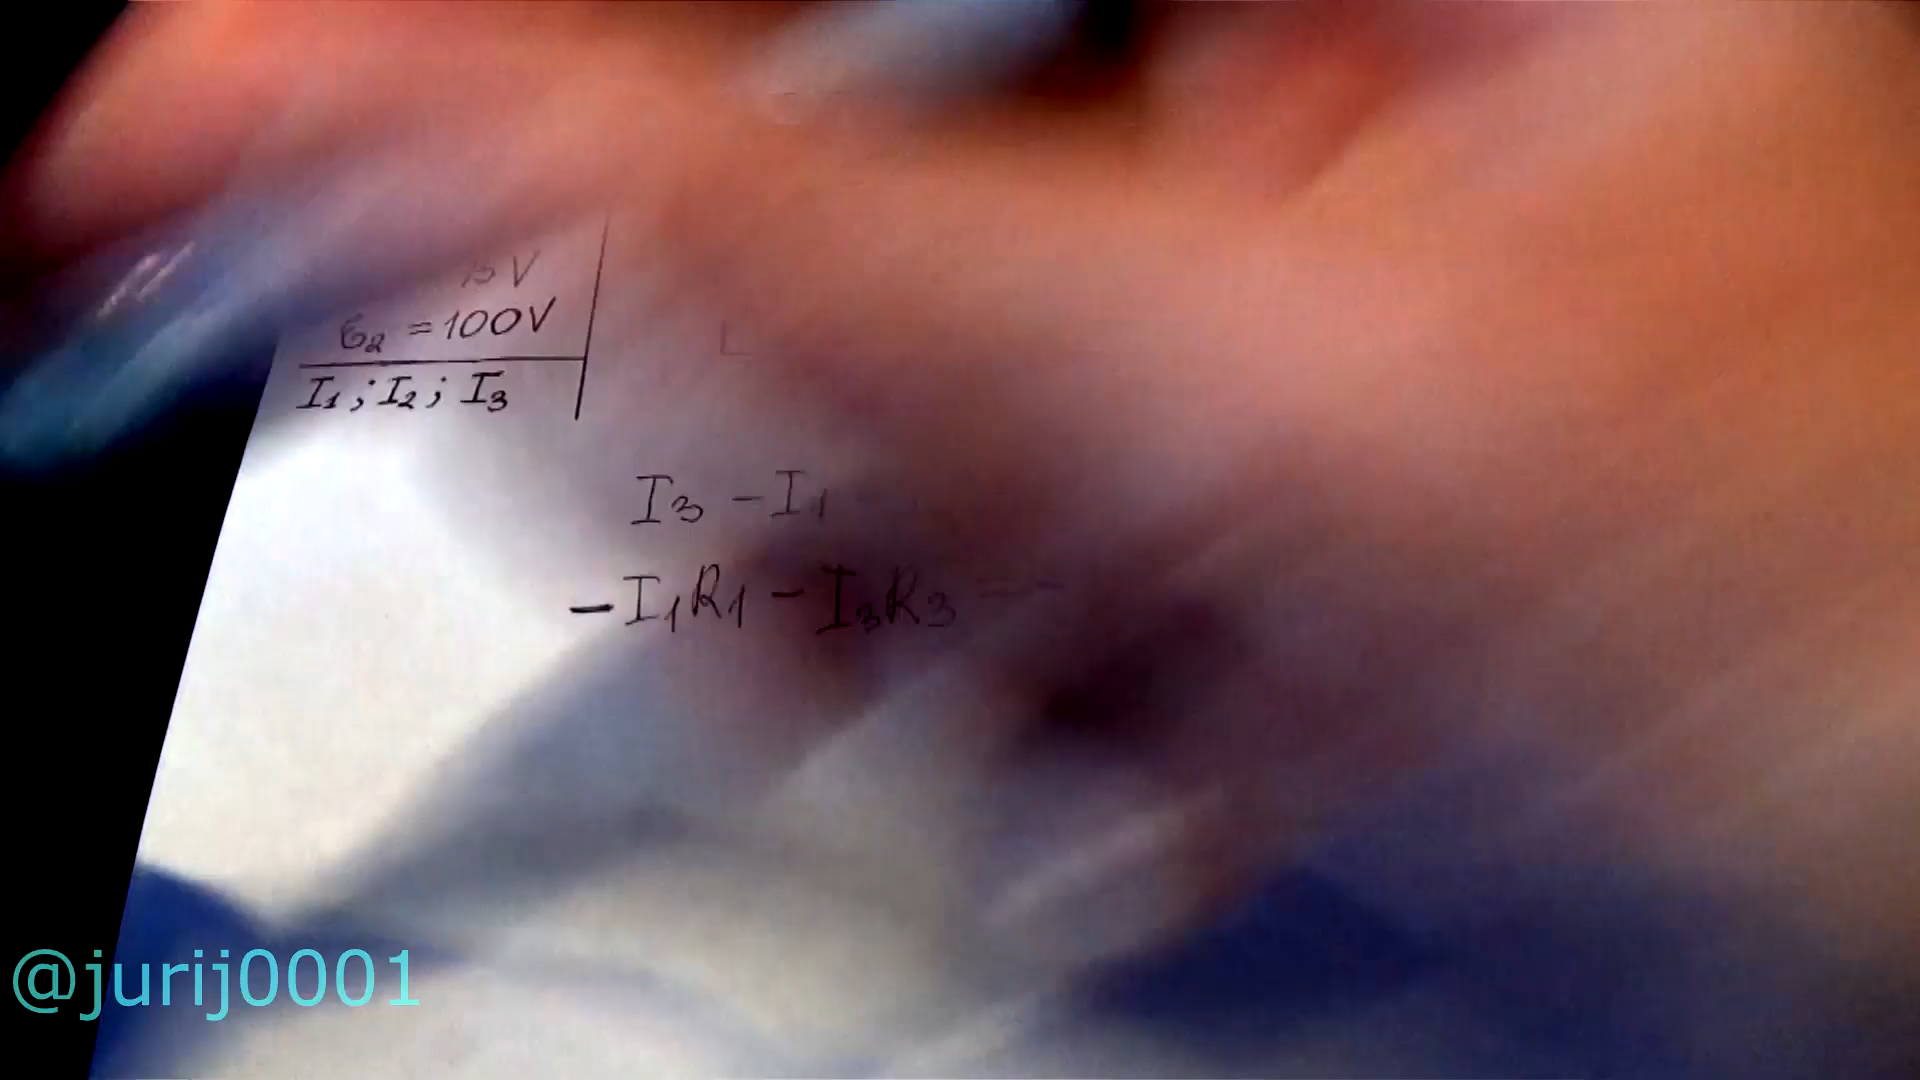 V
ℰ2 = 100V
I1; I2; I3
I3 - I1
-I1R1 - I3R3 = -
@jurij0001